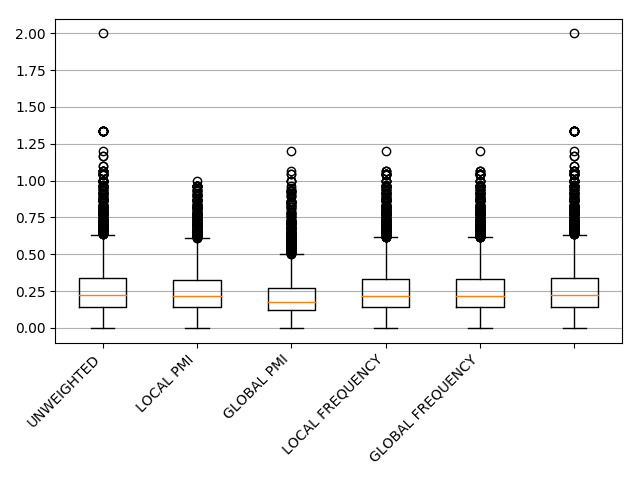 2.00
1.75
1.50
1.25
1.00
0.75
0.50
0.25
0.00
UNWEIGHTED
LOCAL PMI
GLOBAL PMI
LOCAL FREQUENCY
GLOBAL FREQUENCY